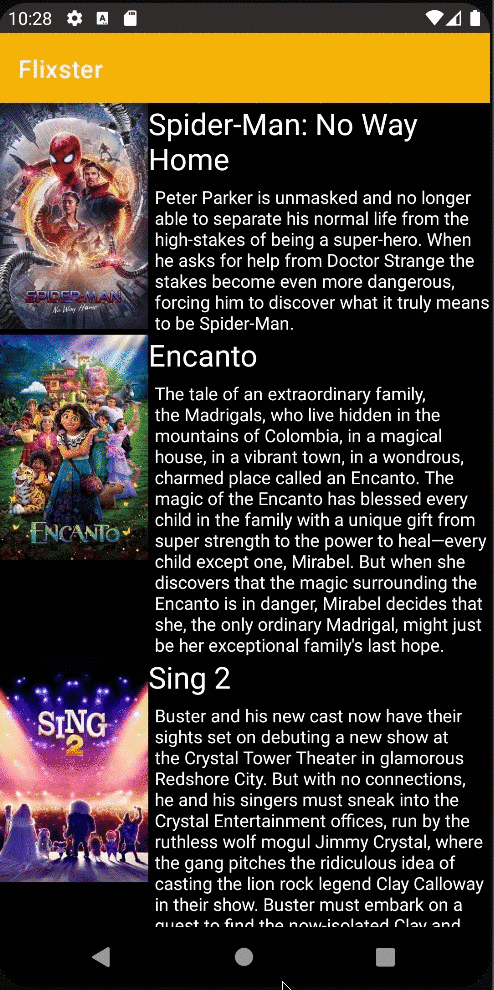 10:28
A
Flixster
Spider-Man: No Way
Home
Peter Parker is unmasked and no longer
able to separate his normal life from the
high-stakes of being a super-hero. When
he asks for help from Doctor Strange the
stakes become even more dangerous,
forcing him to discover what it truly means
to be Spider-Man.
SPIDER-MAN
No Way Home
Encanto
The tale of an extraordinary family,
the Madrigals, who live hidden in the
mountains of Colombia, in a magical
house, in a vibrant town, in a wondrous,
charmed place called an Encanto. The
magic of the Encanto has blessed every
child in the family with a unique gift from
super strength to the power to heal—every
child except one, Mirabel. But when she
discovers that the magic surrounding the
Encanto is in danger, Mirabel decides that
she, the only ordinary Madrigal, might just
be her exceptional family's last hope.
ENCANTO
Sing 2
Buster and his new cast now have their
sights set on debuting a new show at
the Crystal Tower Theater in glamorous
Redshore City. But with no connections,
he and his singers must sneak into the
Crystal Entertainment offices, run by the
ruthless wolf mogul Jimmy Crystal, where
the gang pitches the ridiculous idea of
casting the lion rock legend Clay Calloway
in their show. Buster must embark on a
quest to find the now-isolated Clay and
SING
2